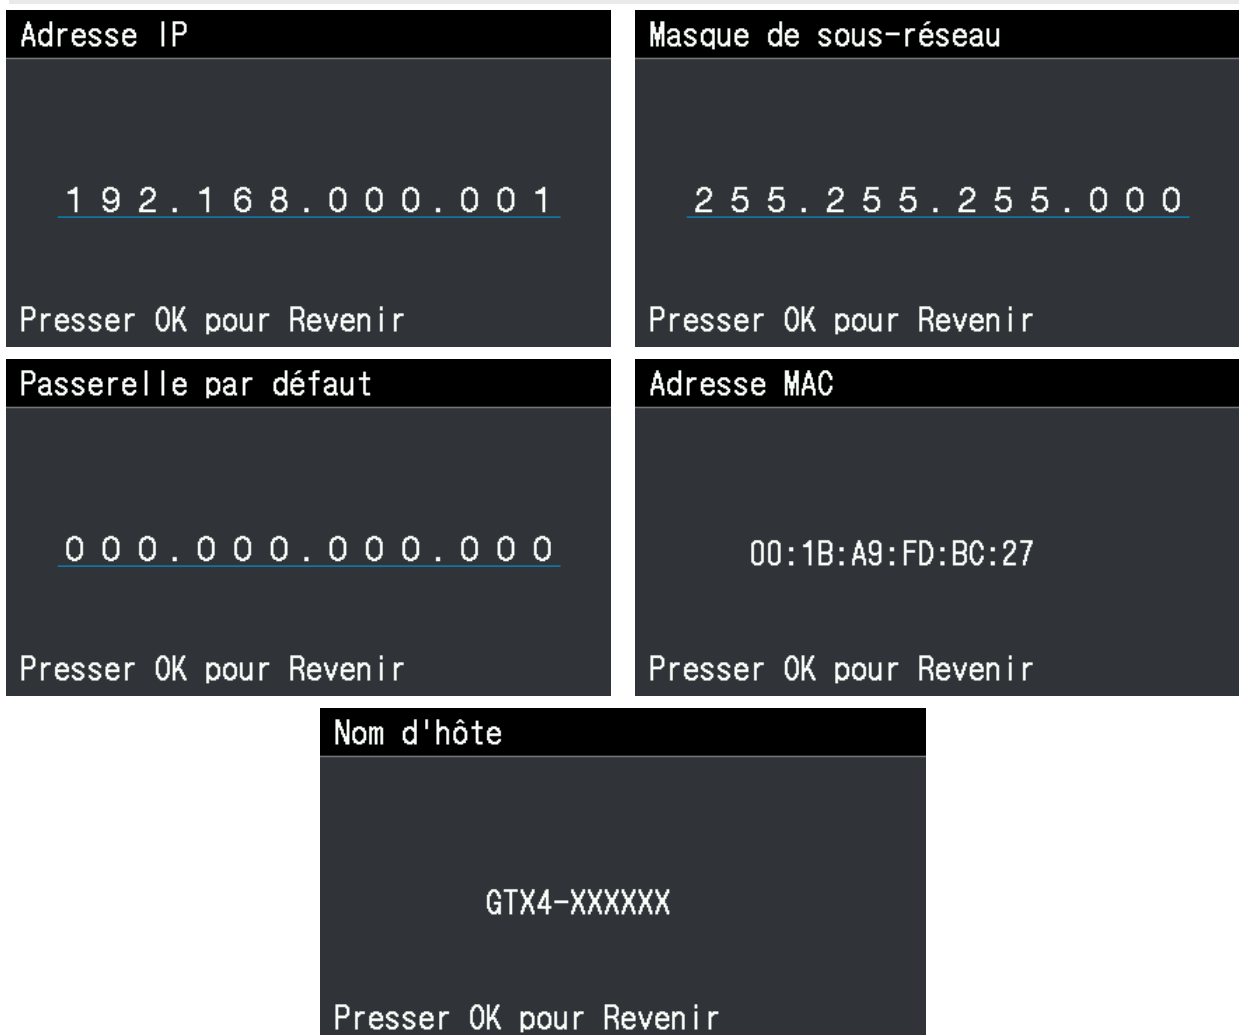 Adresse IP
192.168.000.001
Presser OK pour Revenir
Masque de sous-réseau
255.255.255.000
Presser OK pour Revenir
Passerelle par défaut
000.000.000.000
Presser OK pour Revenir
Adresse MAC
00:1B:A9:FD:BC:27
Presser OK pour Revenir
Nom d'hôte
GTX4-XXXXXX
Presser OK pour Revenir